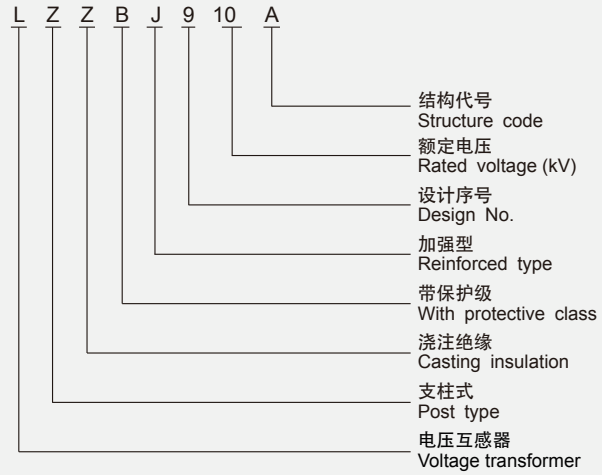 L Z Z B J 9 10 A
结构代号
Structure code
额定电压
Rated voltage (kV)
设计序号
Design No.
加强型
Reinforced type
带保护级
With protective class
浇注绝缘
Casting insulation
支柱式
Post type
电压互感器
Voltage transformer